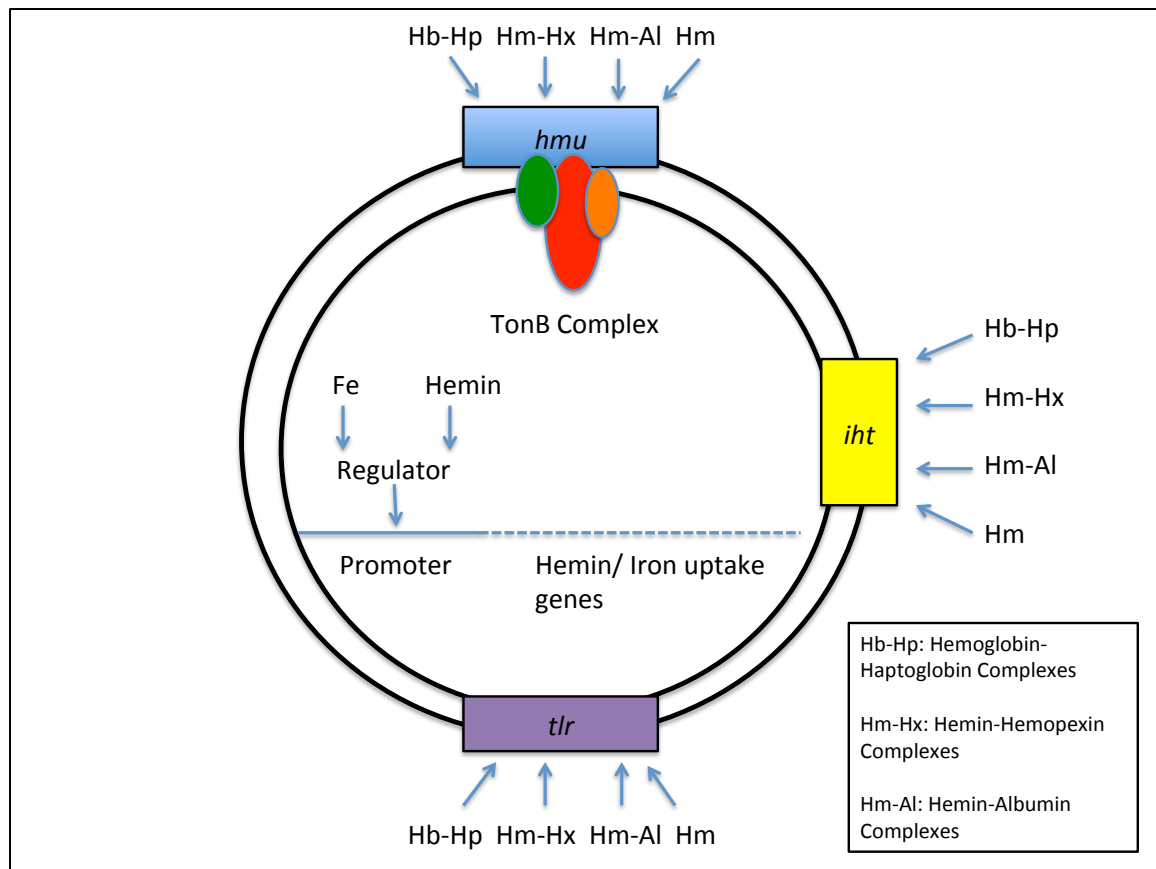 Hb-Hp Hm-Hx Hm-Al Hm
hmu
TonB Complex
Hb-Hp
Fe Hemin
Hm-Hx
iht
Regulator
Hm-Al
Hm
Promoter Hemin/ Iron uptake
genes
Hb-Hp: Hemoglobin-
Haptoglobin Complexes
Hm-Hx: Hemin-Hemopexin
Complexes
Hm-Al: Hemin-Albumin
Complexes
tlr
Hb-Hp Hm-Hx Hm-Al Hm